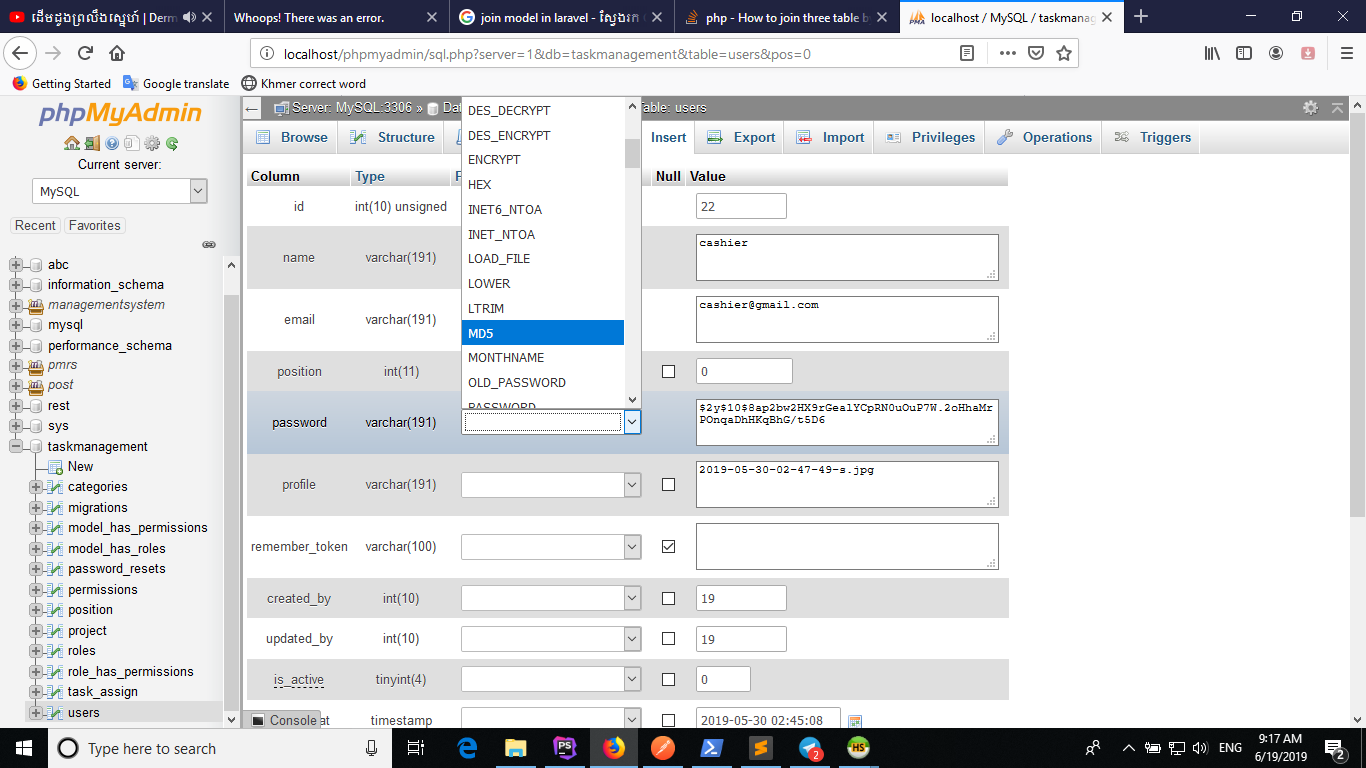 ដើមដូងព្រលឹងស្នេហ៍ | Derm
Whoops! There was an error.
join model in laravel - ស្វែងរក
php - How to join three table b
localhost / MySQL / taskmanag
localhost/phpmyadmin/sql.php?server=1&db=taskmanagement&table=users&pos=0
Getting Started
Google translate
Khmer correct word
phpMyAdmin
Current server:
MySQL
Recent
Favorites
abc
information_schema
managementsystem
mysql
performance_schema
pmrs
post
rest
sys
taskmanagement
New
categories
migrations
model_has_permissions
model_has_roles
password_resets
permissions
position
project
roles
role_has_permissions
task_assign
users
Server: MySQL:3306 » Dat
able: users
Browse
Structure
Insert
Export
Import
Privileges
Operations
Triggers
Column Type Null Value
id int(10) unsigned 22
name varchar(191) cashier
email varchar(191) cashier@gmail.com
position int(11) 0
password varchar(191) $2y$10$8ap2bw2HX9rGealYCpRN0uOuP7W.2oHhaMr
POnqaDhHKqBhG/t5D6
profile varchar(191) 2019-05-30-02-47-49-s.jpg
remember_token varchar(100)
created_by int(10) 19
updated_by int(10) 19
is_active tinyint(4) 0
at timestamp 2019-05-30 02:45:08
DES_DECRYPT
DES_ENCRYPT
ENCRYPT
HEX
INET6_NTOA
INET_NTOA
LOAD_FILE
LOWER
LTRIM
MD5
MONTHNAME
OLD_PASSWORD
PASSWORD
Console
Type here to search
PS
2
HS
ENG
9:17 AM
6/19/2019
2